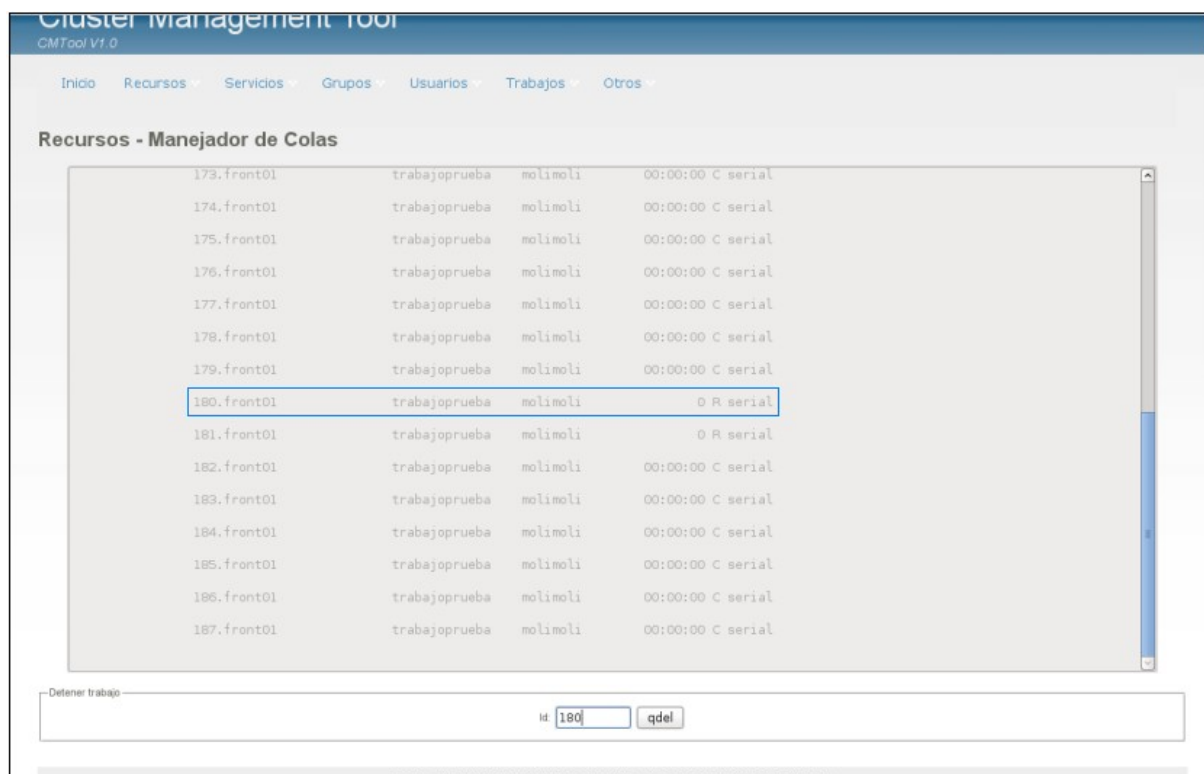 Cluster Management Tool
CMTool V1.0
Inicio Recursos Servicios Grupos Usuarios Trabajos Otros
Recursos - Manejador de Colas
173.front01 trabajoprueba molimoli 00:00:00 C serial
174.front01 trabajoprueba molimoli 00:00:00 C serial
175.front01 trabajoprueba molimoli 00:00:00 C serial
176.front01 trabajoprueba molimoli 00:00:00 C serial
177.front01 trabajoprueba molimoli 00:00:00 C serial
178.front01 trabajoprueba molimoli 00:00:00 C serial
179.front01 trabajoprueba molimoli 00:00:00 C serial
180.front01 trabajoprueba molimoli 0 R serial
181.front01 trabajoprueba molimoli 0 R serial
182.front01 trabajoprueba molimoli 00:00:00 C serial
183.front01 trabajoprueba molimoli 00:00:00 C serial
184.front01 trabajoprueba molimoli 00:00:00 C serial
185.front01 trabajoprueba molimoli 00:00:00 C serial
186.front01 trabajoprueba molimoli 00:00:00 C serial
187.front01 trabajoprueba molimoli 00:00:00 C serial
Detener trabajo
Id: 180 qdel